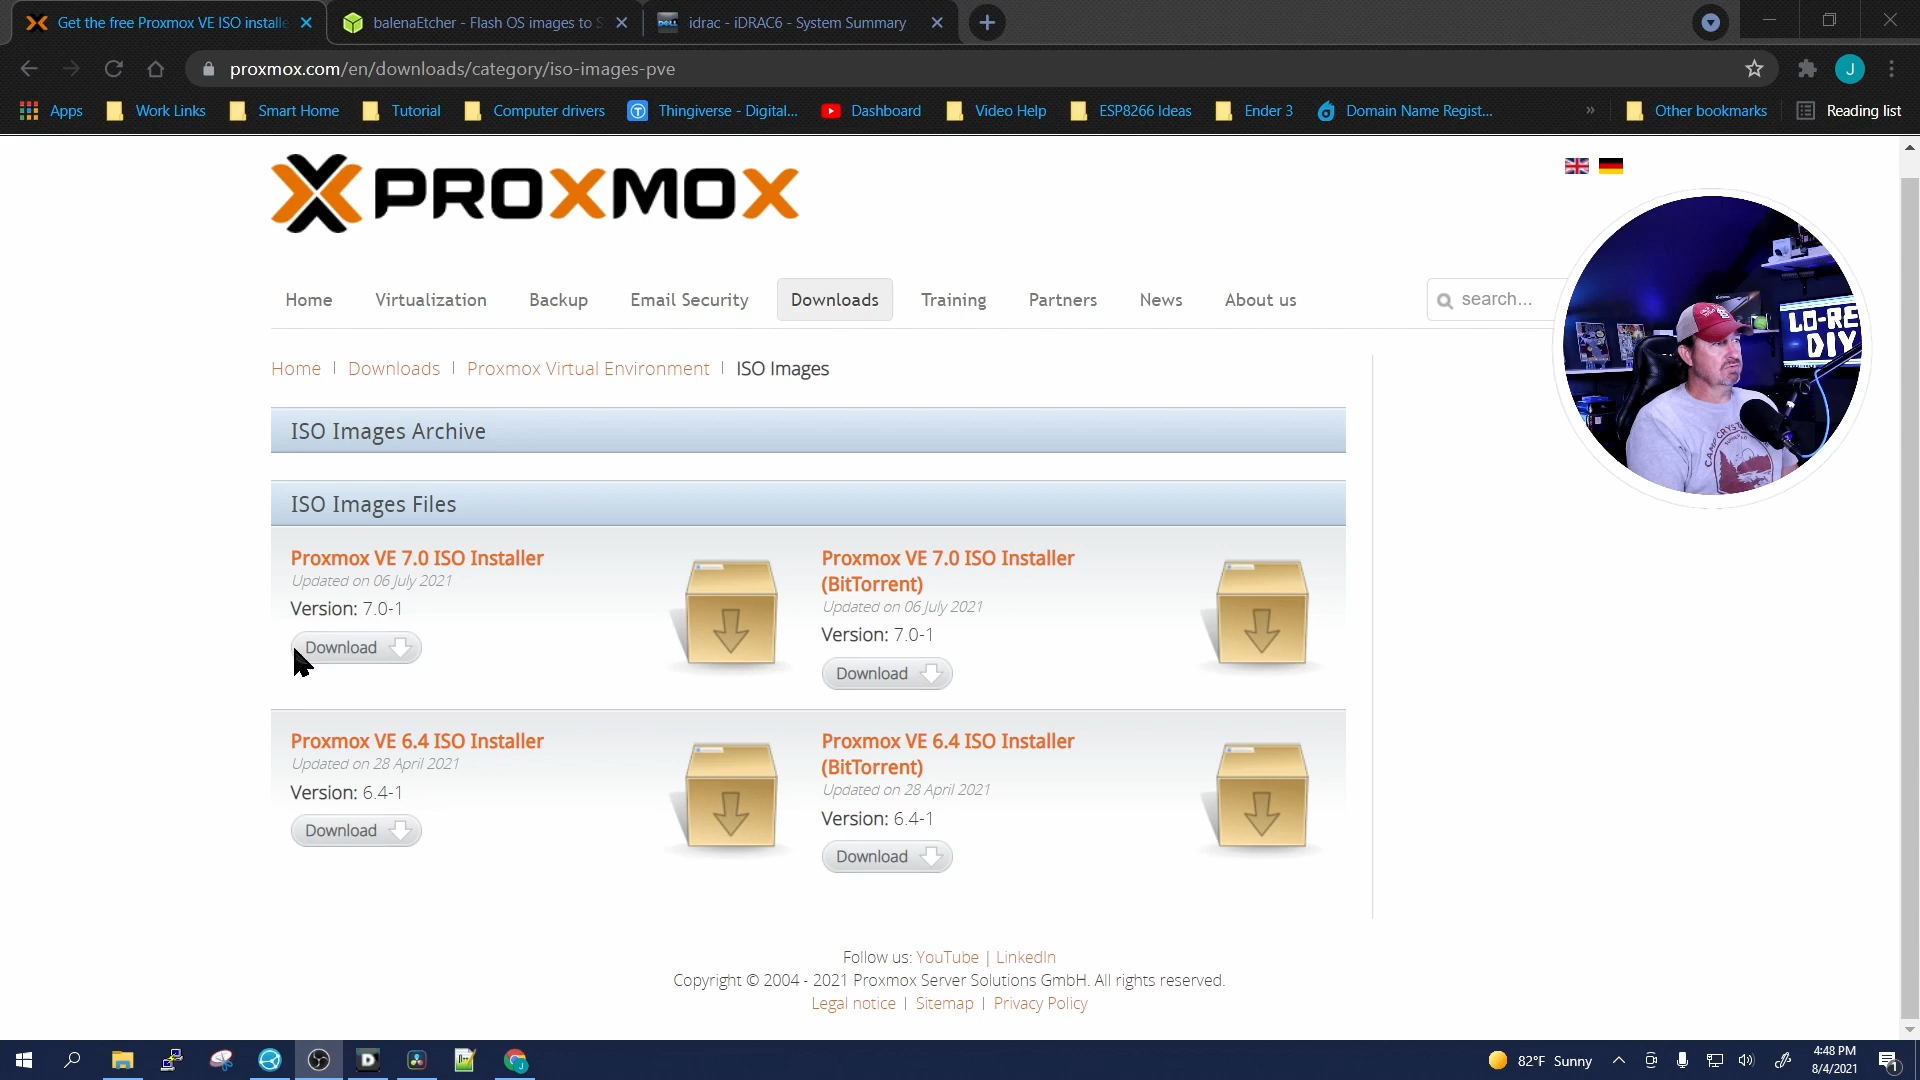 Get the free Proxmox VE ISO installe
balenaEtcher - Flash OS images to S
idrac - iDRAC6 - System Summary
proxmox.com/en/downloads/category/iso-images-pve
J
Apps
Work Links
Smart Home
Tutorial
Computer drivers
Thingiverse - Digital...
Dashboard
Video Help
ESP8266 Ideas
Ender 3
Domain Name Regist...
»
Other bookmarks
Reading list
PROXMOX
Home
Virtualization
Backup
Email Security
Downloads
Training
Partners
News
About us
search...
LO-RE
DIY
Home | Downloads | Proxmox Virtual Environment | ISO Images
ISO Images Archive
ISO Images Files
Proxmox VE 7.0 ISO Installer
Updated on 06 July 2021
Version: 7.0-1
Download
Proxmox VE 7.0 ISO Installer
(BitTorrent)
Updated on 06 July 2021
Version: 7.0-1
Download
Proxmox VE 6.4 ISO Installer
Updated on 28 April 2021
Version: 6.4-1
Download
Proxmox VE 6.4 ISO Installer
(BitTorrent)
Updated on 28 April 2021
Version: 6.4-1
Download
Follow us: YouTube | LinkedIn
Copyright © 2004 - 2021 Proxmox Server Solutions GmbH. All rights reserved.
Legal notice | Sitemap | Privacy Policy
82°F Sunny
4:48 PM
8/4/2021
1